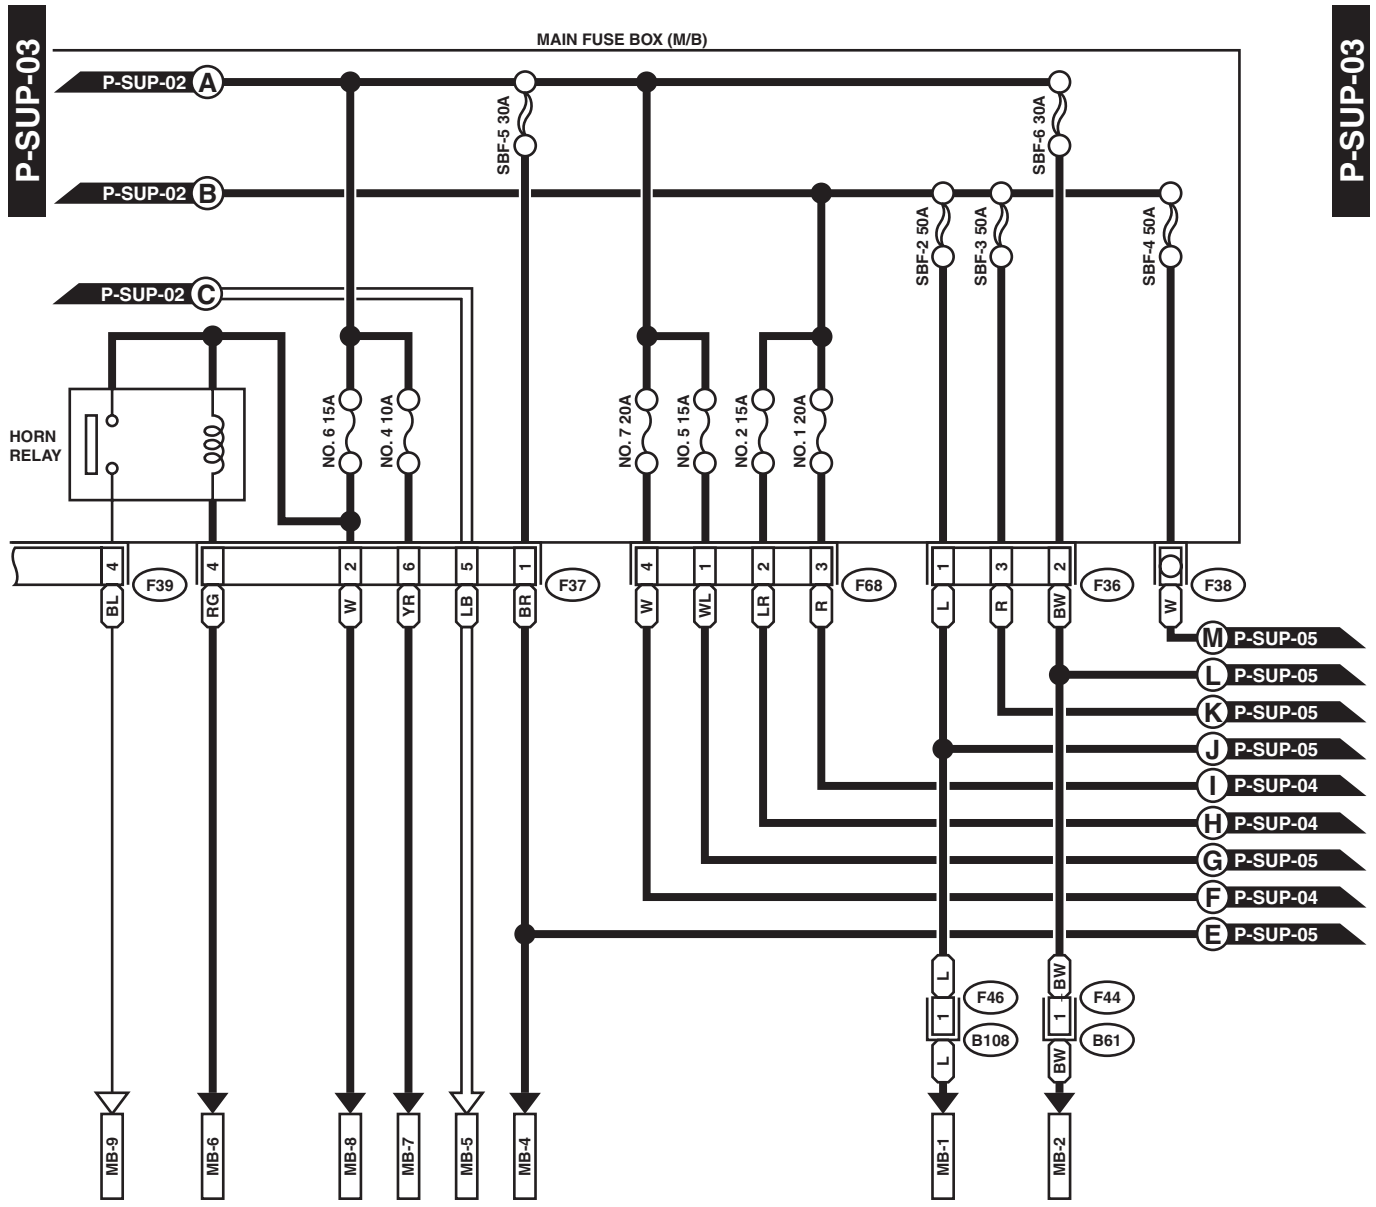 P-SUP-03
P-SUP-03
MAIN FUSE BOX (M/B)
P-SUP-02 A
SBF-5 30A
SBF-6 30A
P-SUP-02 B
SBF-2 50A
SBF-3 50A
SBF-4 50A
P-SUP-02 C
HORN
RELAY
NO. 6 15A
NO. 4 10A
NO. 7 20A
NO. 5 15A
NO. 2 15A
NO. 1 20A
4
F39
4
2
6
5
1
F37
4
1
2
3
F68
1
3
2
F36
F38
BL
RG
W
YR
LB
BR
W
WL
LR
R
L
R
BW
W
M P-SUP-05
L P-SUP-05
K P-SUP-05
J P-SUP-05
I P-SUP-04
H P-SUP-04
G P-SUP-05
F P-SUP-04
E P-SUP-05
L
BW
1
F46
1
F44
B108
B61
L
BW
MB-9
MB-6
MB-8
MB-7
MB-5
MB-4
MB-1
MB-2